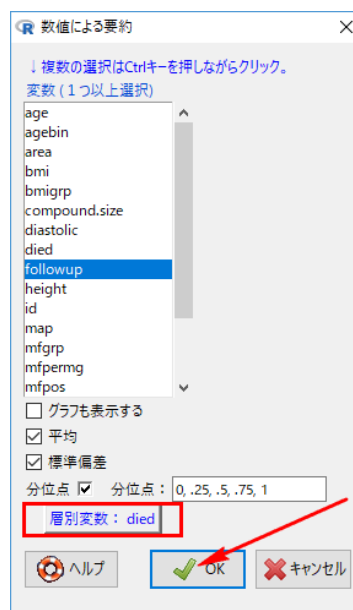 数値による要約
↓複数の選択はCtrlキーを押しながらクリック。
変数(1つ以上選択)
age
agebin
area
bmi
bmigrp
compound.size
diastolic
died
followup
height
id
map
mfgrp
mfpermg
mfpos
グラフも表示する
平均
標準偏差
分位点 分位点: 0, .25, .5, .75, 1
層別変数: died
ヘルプ OK キャンセル